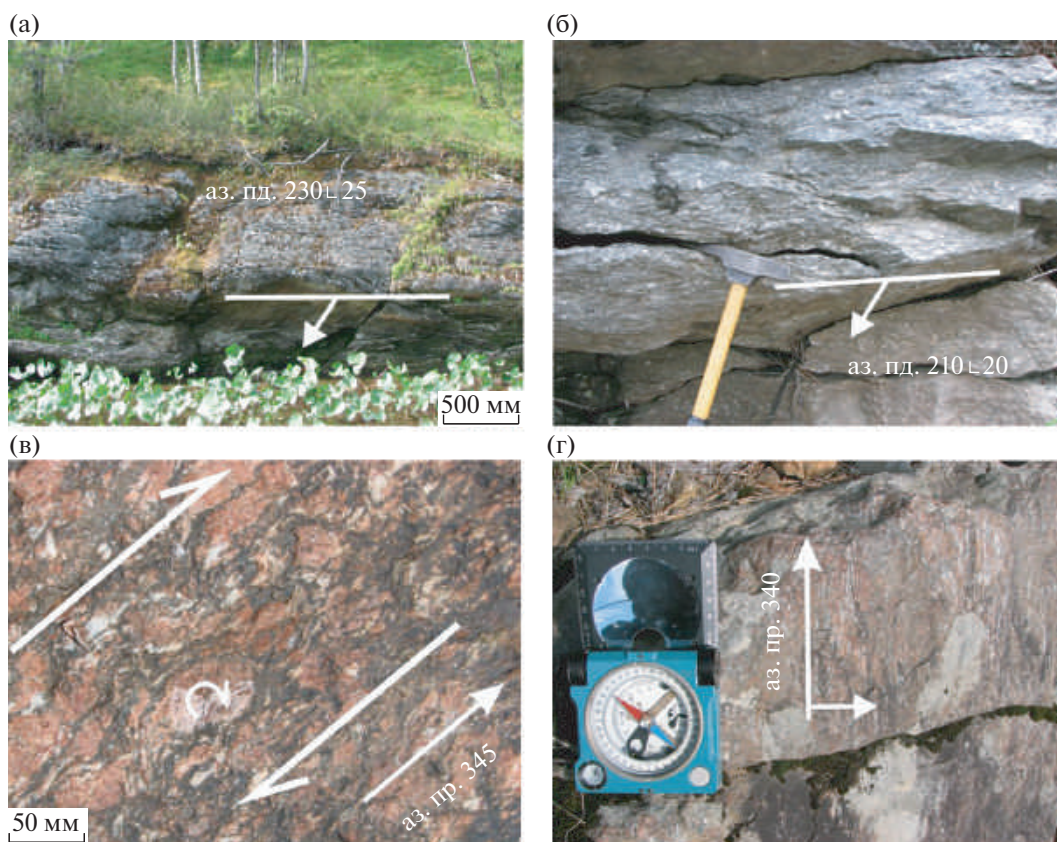 (а)
(б)
аз. пд. 230∟25
500 мм
аз. пд. 210∟20
(в)
(г)
аз. пр. 345
50 мм
аз. пр. 340